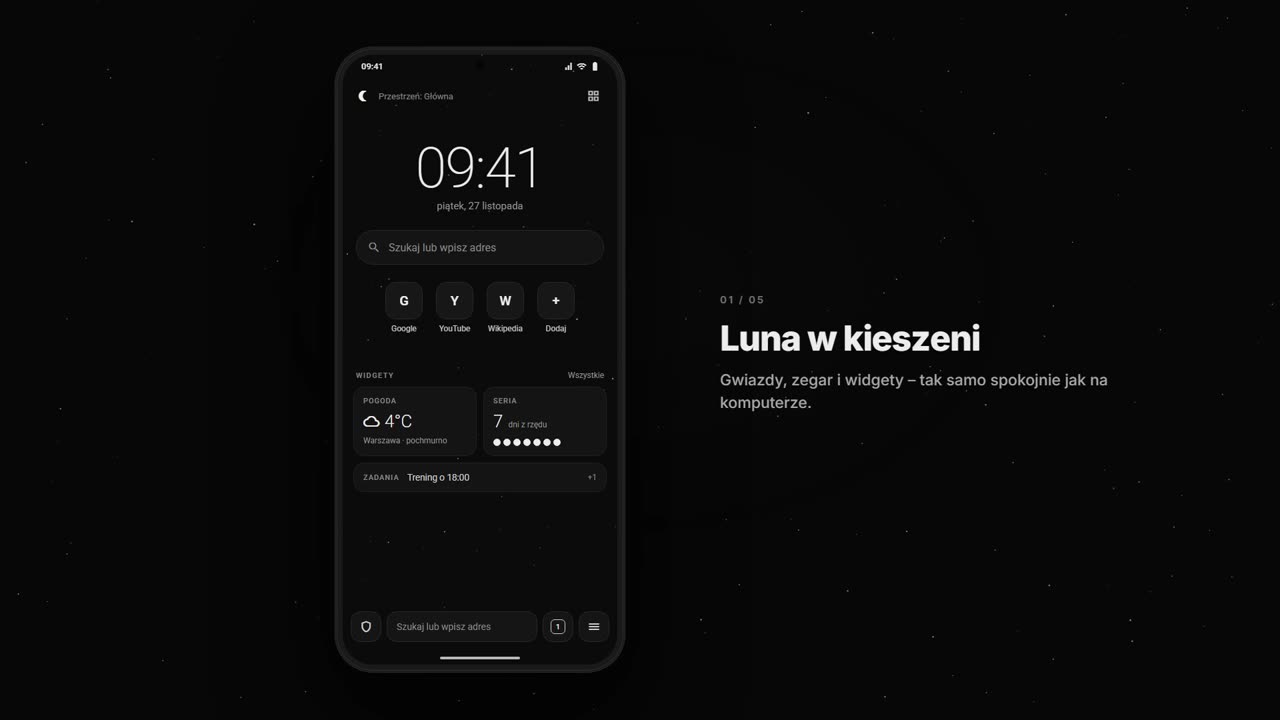 09:41
Przestrzeń: Główna
09:41
piątek, 27 listopada
Szukaj lub wpisz adres
G Y W +
Google YouTube Wikipedia Dodaj
WIDGETY Wszystkie
POGODA
4°C
Warszawa · pochmurno
SERIA
7 dni z rzędu
ZADANIA Trening o 18:00 +1
Szukaj lub wpisz adres
1
01 / 05
Luna w kieszeni
Gwiazdy, zegar i widgety – tak samo spokojnie jak na
komputerze.